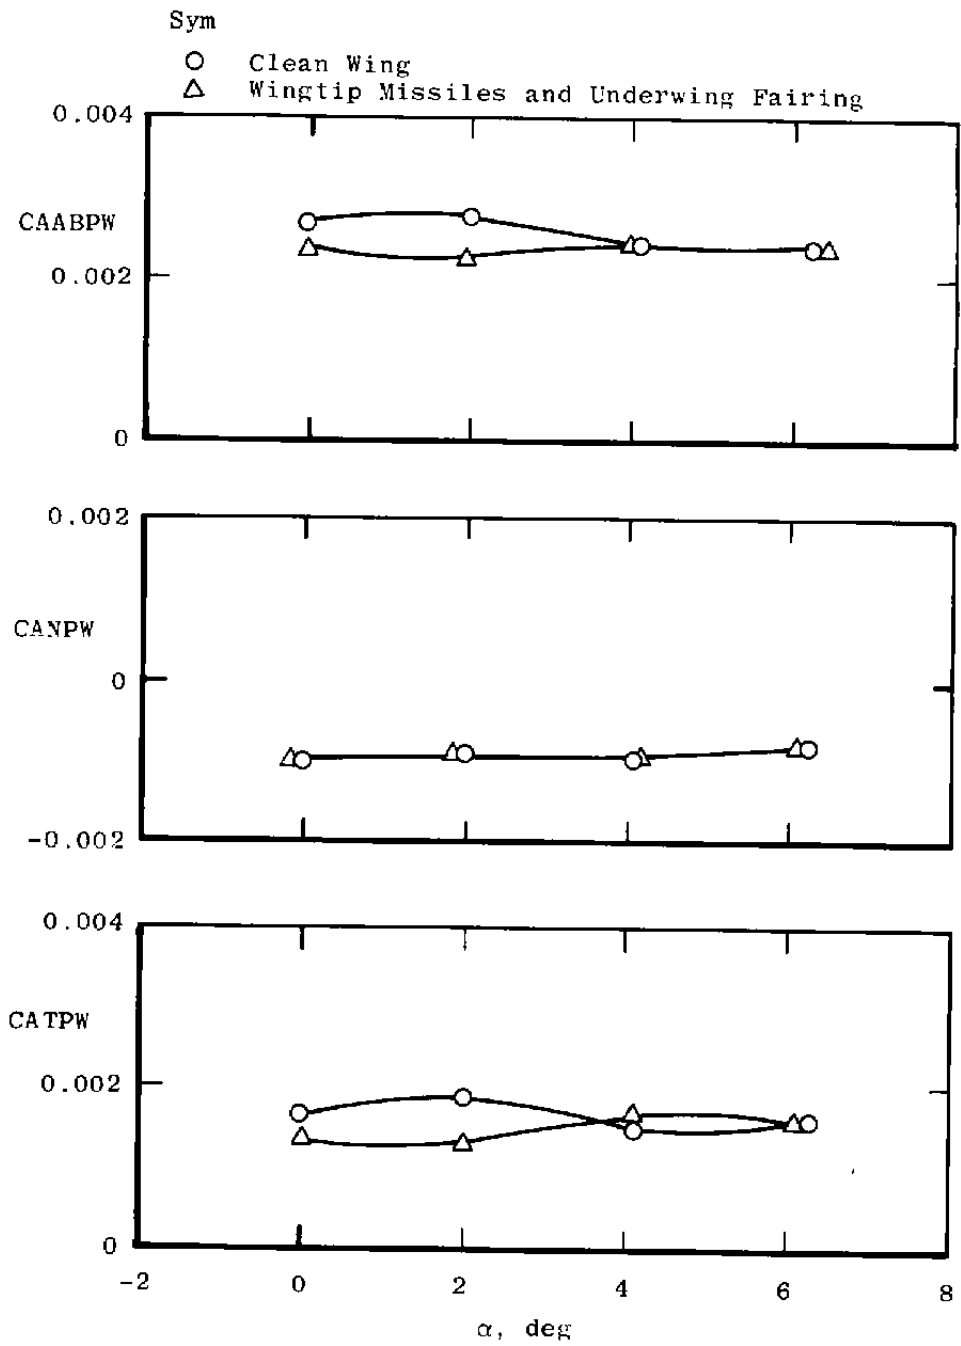 Sym
Clean Wing
Wingtip Missiles and Underwing Fairing
0.004
CAABPW
0.002
0
0.002
CANPW
0
-0.002
0.004
CATPW
0.002
0
-2 0 2 4 6 8
α, deg